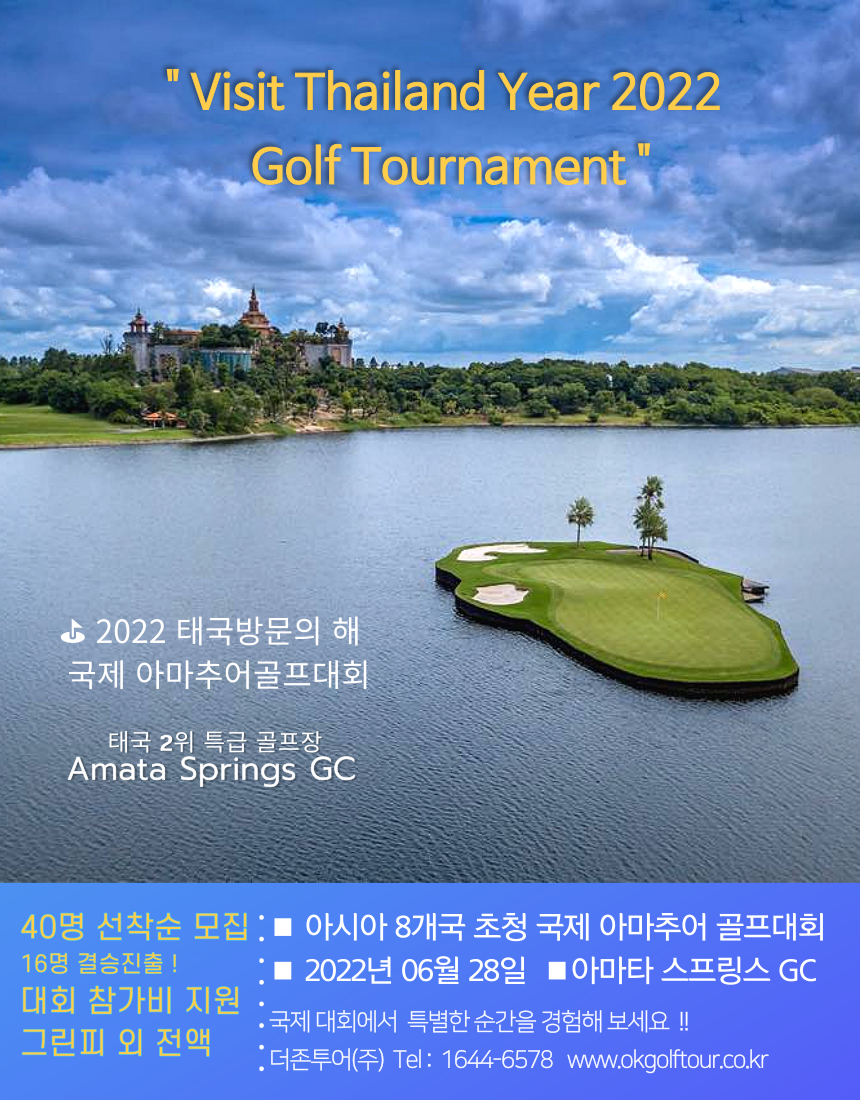 " Visit Thailand Year 2022
Golf Tournament "
2022 태국방문의 해
국제 아마추어골프대회
태국 2위 특급 골프장
Amata Springs GC
40명 선착순 모집
16명 결승진출 !
대회 참가비 지원
그린피 외 전액
■ 아시아 8개국 초청 국제 아마추어 골프대회
■ 2022년 06월 28일 ■아마타 스프링스 GC
국제 대회에서 특별한 순간을 경험해 보세요 !!
더존투어(주) Tel : 1644-6578 www.okgolftour.co.kr